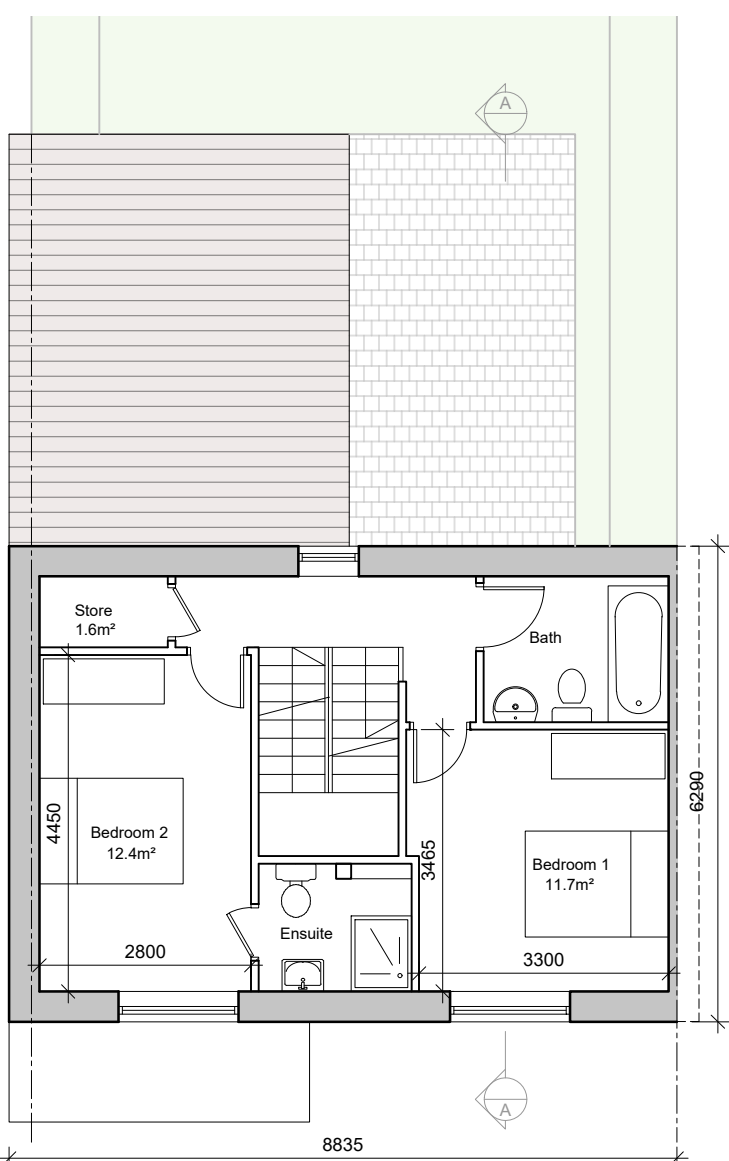 A
Store
1.6m²
Bath
4450
Bedroom 2
12.4m²
3465
Bedroom 1
11.7m²
6290
Ensuite
2800
3300
A
8835